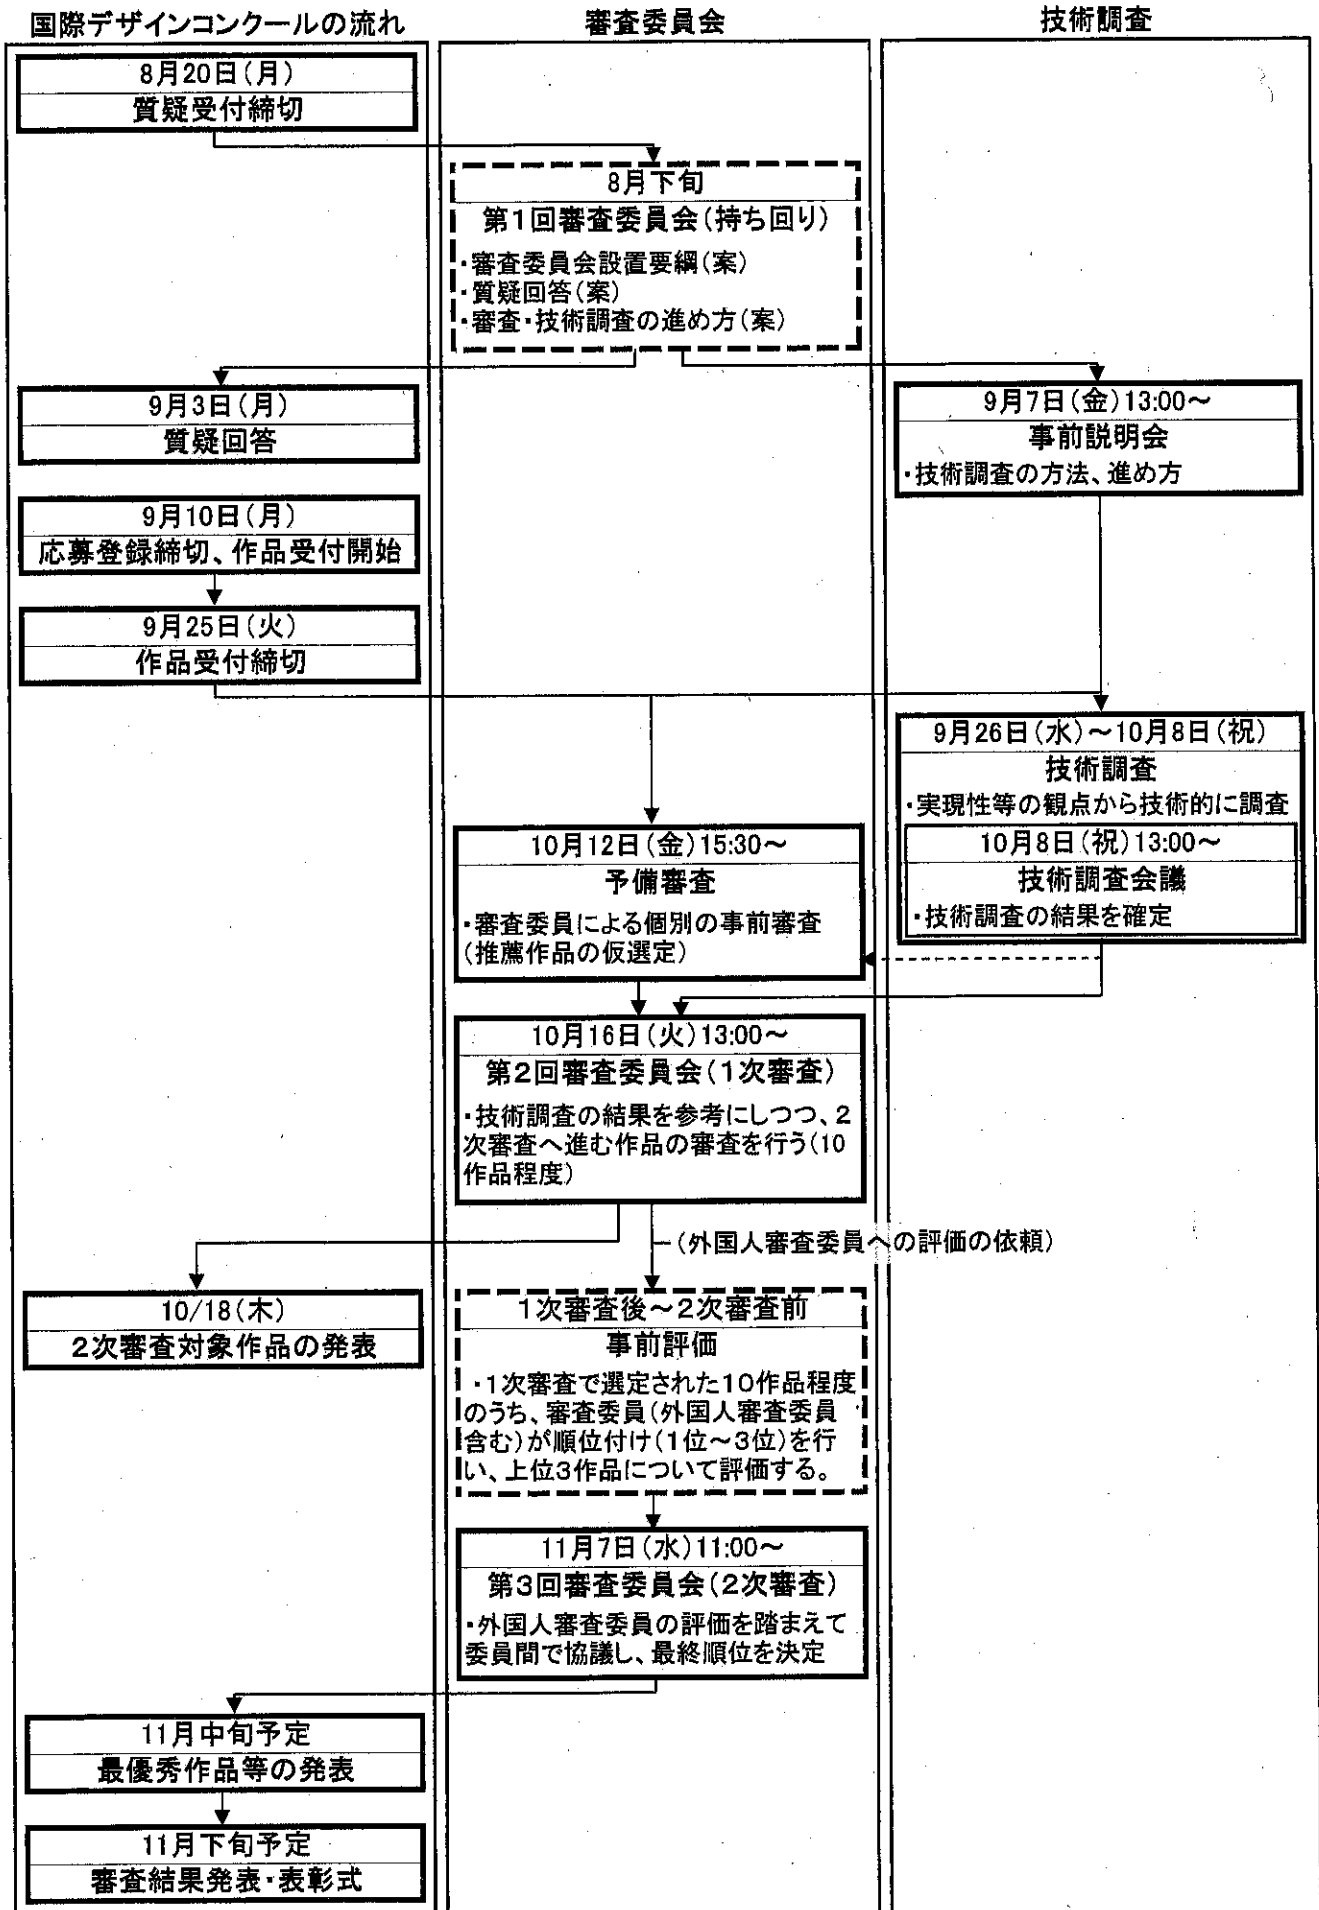 国際デザインコンクールの流れ
審査委員会
技術調査
8月20日(月)
質疑受付締切
8月下旬
第1回審査委員会(持ち回り)
・審査委員会設置要綱(案)
・質疑回答(案)
・審査・技術調査の進め方(案)
9月3日(月)
質疑回答
9月7日(金)13:00～
事前説明会
・技術調査の方法、進め方
9月10日(月)
応募登録締切、作品受付開始
9月25日(火)
作品受付締切
9月26日(水)～10月8日(祝)
技術調査
・実現性等の観点から技術的に調査
10月8日(祝)13:00～
技術調査会議
・技術調査の結果を確定
10月12日(金)15:30～
予備審査
・審査委員による個別の事前審査
(推薦作品の仮選定)
10月16日(火)13:00～
第2回審査委員会(1次審査)
・技術調査の結果を参考にしつつ、2
次審査へ進む作品の審査を行う(10
作品程度)
(外国人審査委員への評価の依頼)
10/18(木)
2次審査対象作品の発表
1次審査後～2次審査前
事前評価
・1次審査で選定された10作品程度
のうち、審査委員(外国人審査委員
含む)が順位付け(1位～3位)を行
い、上位3作品について評価する。
11月7日(水)11:00～
第3回審査委員会(2次審査)
・外国人審査委員の評価を踏まえて
委員間で協議し、最終順位を決定
11月中旬予定
最優秀作品等の発表
11月下旬予定
審査結果発表・表彰式